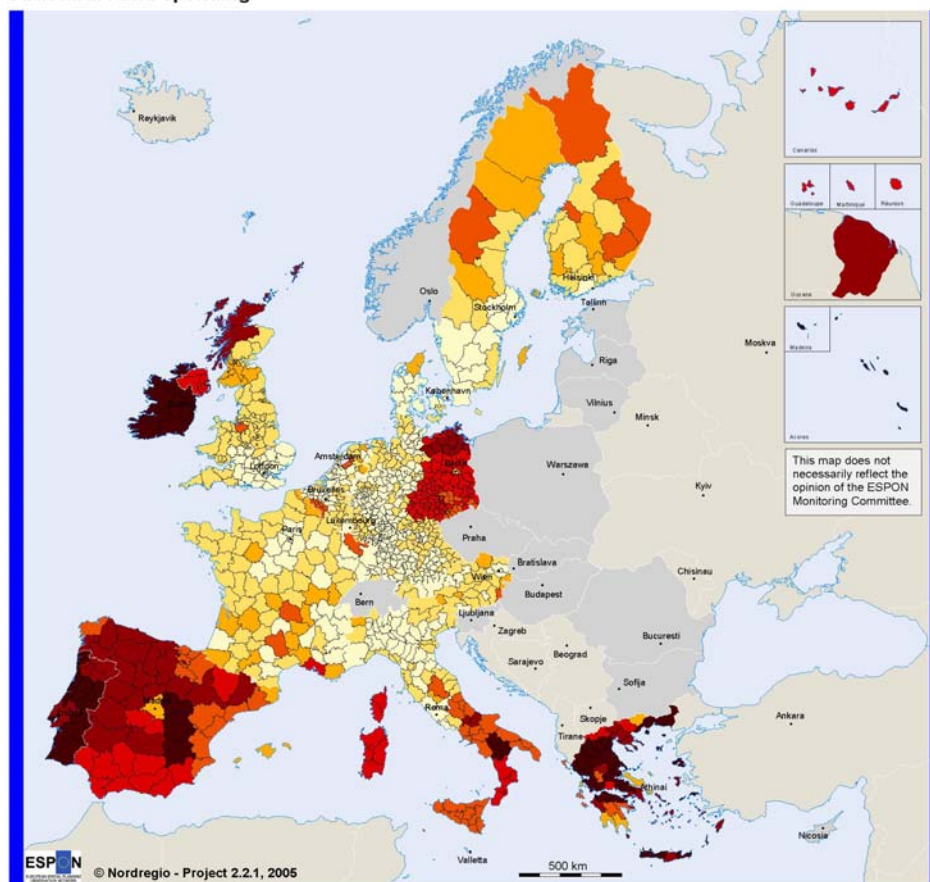 Reykjavik
Canarias
Guadeloupe
Martinique
Réunion
Guyane
Oslo
Helsinki
Stockholm
Tallinn
Madeira
Moskva
Riga
København
Vilnius
Minsk
Acores
London
Amsterdam
Berlin
Warszawa
This map does not
necessarily reflect the
opinion of the ESPON
Monitoring Committee.
Bruxelles
Kyiv
Luxembourg
Paris
Praha
Wien
Bratislava
Chisinau
Bern
Budapest
Ljubljana
Zagreb
Bucuresti
Beograd
Sarajevo
Sofija
Roma
Skopje
Tirane
Ankara
Madrid
Athinai
Nicosia
Valletta
500 km
ESPON
© Nordregio - Project 2.2.1, 2005